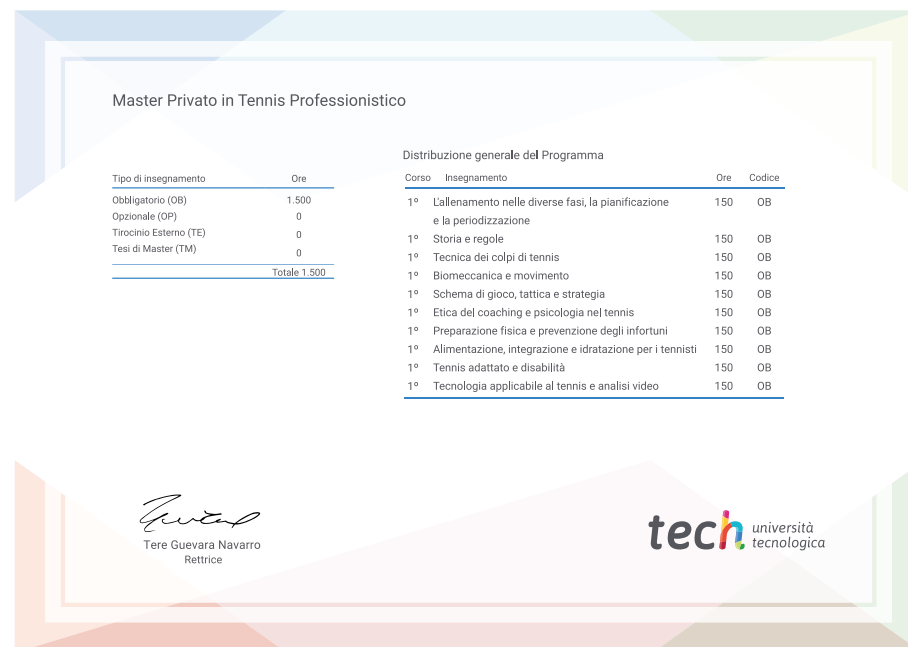 Master Privato in Tennis Professionistico
Tipo di insegnamento Ore
Obbligatorio (OB) 1.500
Opzionale (OP) 0
Tirocinio Esterno (TE) 0
Tesi di Master (TM) 0
Totale 1.500
Distribuzione generale del Programma
Corso Insegnamento Ore Codice
1º L'allenamento nelle diverse fasi, la pianificazione 150 OB
e la periodizzazione
1º Storia e regole 150 OB
1º Tecnica dei colpi di tennis 150 OB
1º Biomeccanica e movimento 150 OB
1º Schema di gioco, tattica e strategia 150 OB
1º Etica del coaching e psicologia nel tennis 150 OB
1º Preparazione fisica e prevenzione degli infortuni 150 OB
1º Alimentazione, integrazione e idratazione per i tennisti 150 OB
1º Tennis adattato e disabilità 150 OB
1º Tecnologia applicabile al tennis e analisi video 150 OB
Tere Guevara Navarro
Rettrice
tech università
tecnologica